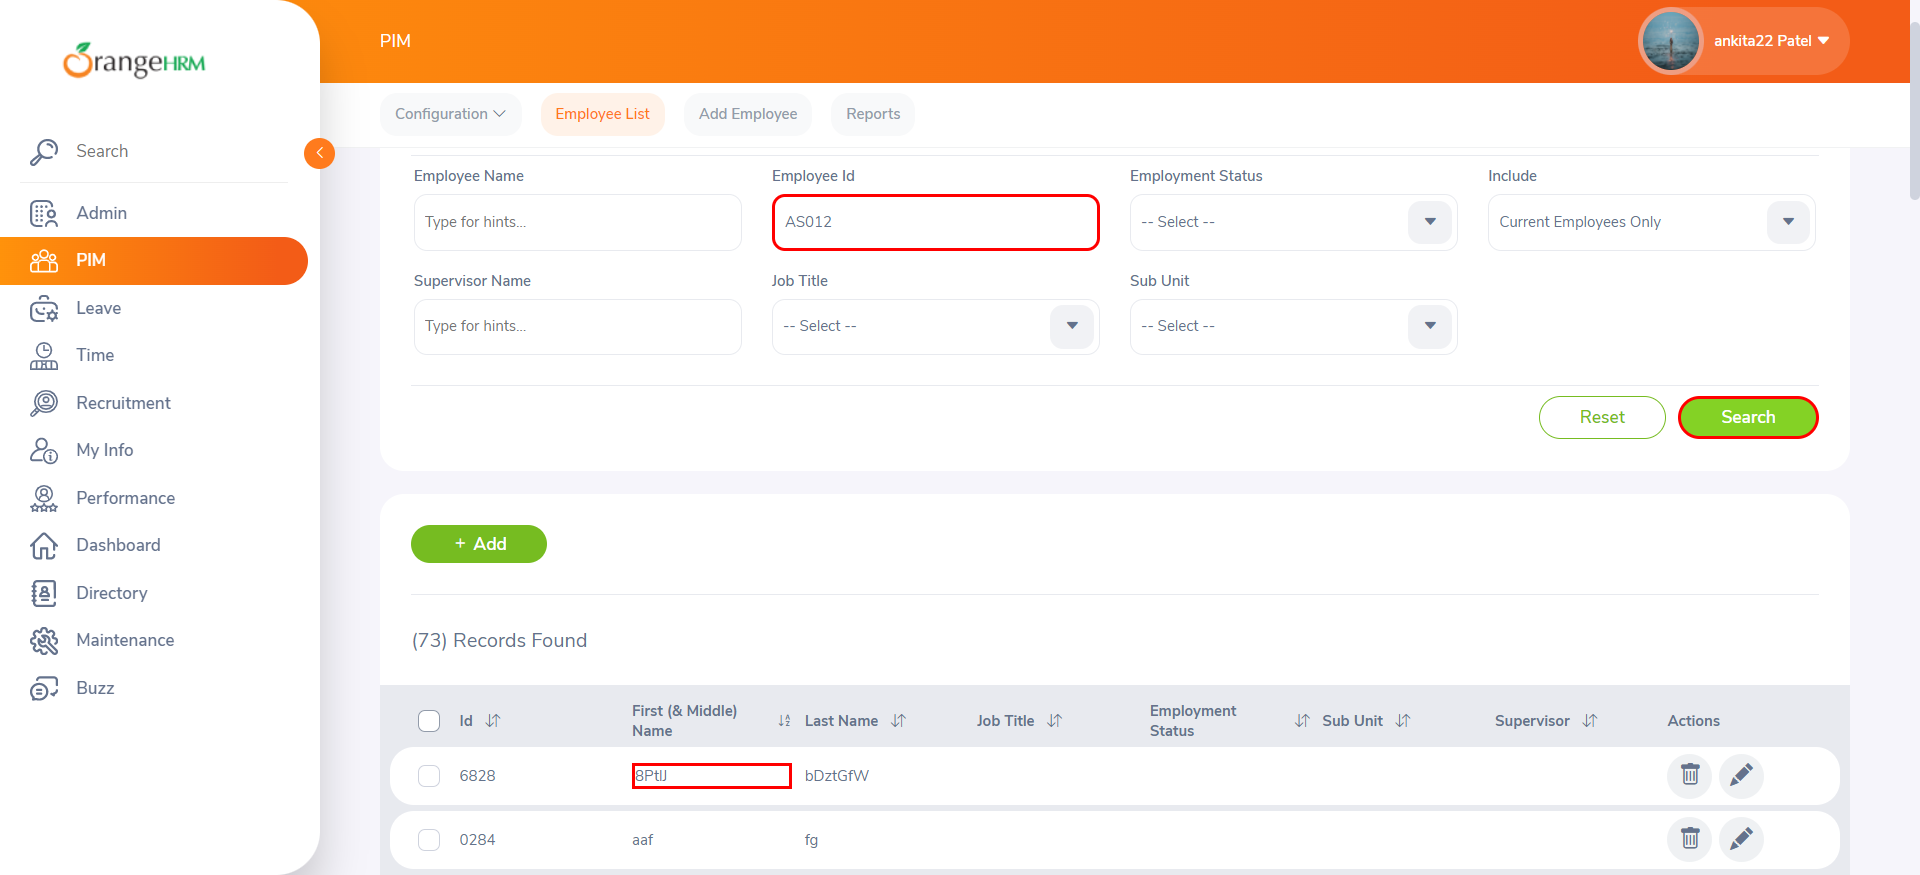 OrangeHRM
PIM
ankita22 Patel
Configuration
Employee List
Add Employee
Reports
Search
Admin
PIM
Leave
Time
Recruitment
My Info
Performance
Dashboard
Directory
Maintenance
Buzz
Employee Name
Employee Id
Employment Status
Include
Type for hints...
AS012
-- Select --
Current Employees Only
Supervisor Name
Job Title
Sub Unit
Type for hints...
-- Select --
-- Select --
Reset
Search
+ Add
(73) Records Found
Id
First (& Middle) Name
Last Name
Job Title
Employment Status
Sub Unit
Supervisor
Actions
6828
bDztGfW
0284
aaf
fg